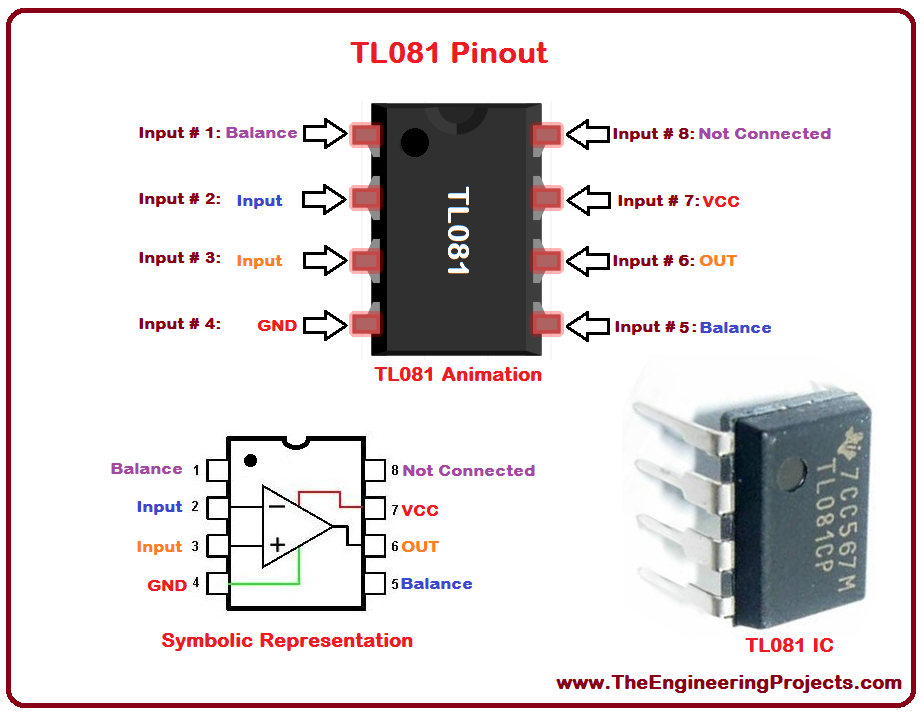 TL081 Pinout
Input # 1: Balance
Input # 8: Not Connected
Input # 2: Input
Input # 7: VCC
Input # 3: Input
Input # 6: OUT
Input # 4: GND
Input # 5: Balance
TL081
TL081 Animation
Balance 1
8 Not Connected
Input 2
7 VCC
Input 3
6 OUT
GND 4
5 Balance
−
+
Symbolic Representation
7CC567M
TL081CP
TL081 IC
www.TheEngineeringProjects.com